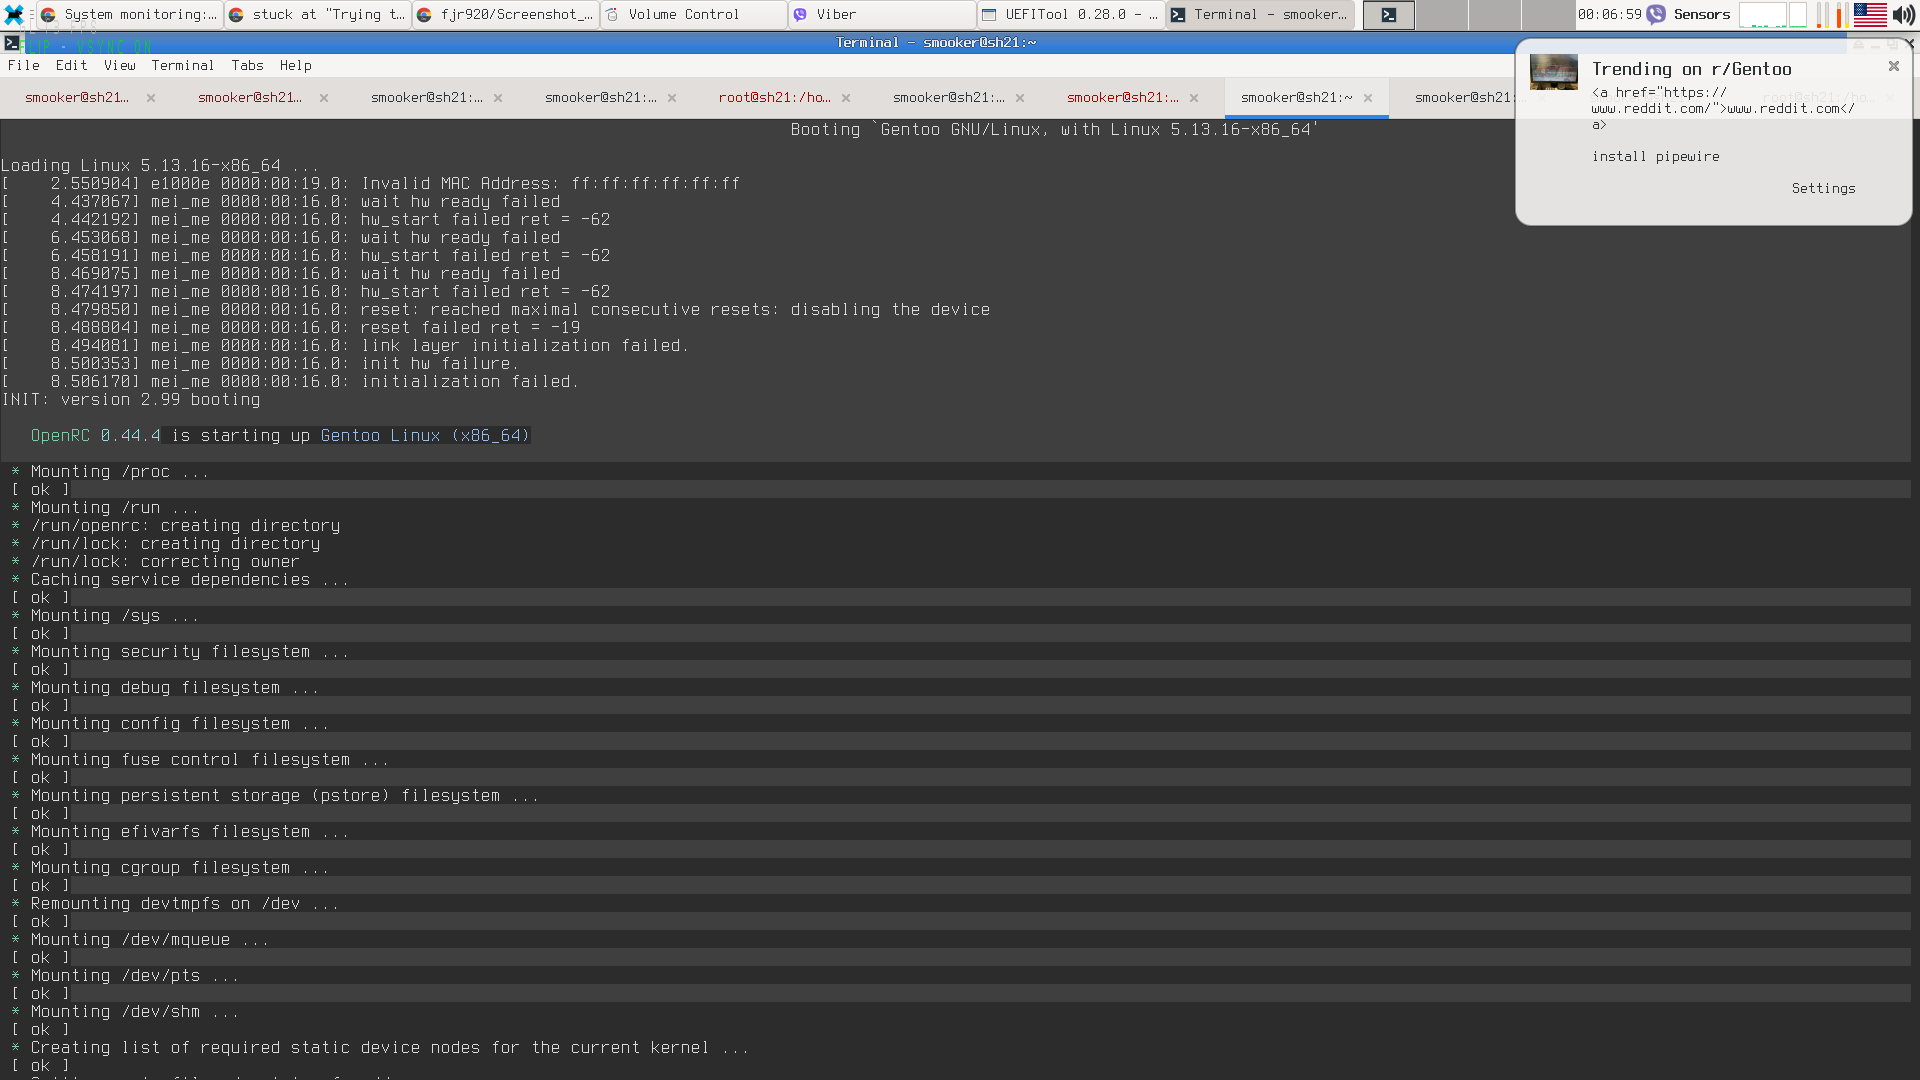 System monitoring:...
stuck at "Trying t...
fjr920/Screenshot_...
Volume Control
Viber
UEFITool 0.28.0 - ...
Terminal - smooker...
00:06:59
Sensors
Terminal - smooker@sh21:~
File Edit View Terminal Tabs Help
smooker@sh21...
smooker@sh21...
smooker@sh21:...
smooker@sh21:...
root@sh21:/ho...
smooker@sh21:...
smooker@sh21:...
smooker@sh21:~
smooker@sh21:
Trending on r/Gentoo
<a href="https://
www.reddit.com/">www.reddit.com</
a>
install pipewire
Settings
Booting `Gentoo GNU/Linux, with Linux 5.13.16-x86_64'
Loading Linux 5.13.16-x86_64 ...
[    2.550904] e1000e 0000:00:19.0: Invalid MAC Address: ff:ff:ff:ff:ff:ff
[    4.437067] mei_me 0000:00:16.0: wait hw ready failed
[    4.442192] mei_me 0000:00:16.0: hw_start failed ret = -62
[    6.453068] mei_me 0000:00:16.0: wait hw ready failed
[    6.458191] mei_me 0000:00:16.0: hw_start failed ret = -62
[    8.469075] mei_me 0000:00:16.0: wait hw ready failed
[    8.474197] mei_me 0000:00:16.0: hw_start failed ret = -62
[    8.479850] mei_me 0000:00:16.0: reset: reached maximal consecutive resets: disabling the device
[    8.488804] mei_me 0000:00:16.0: reset failed ret = -19
[    8.494081] mei_me 0000:00:16.0: link layer initialization failed.
[    8.500353] mei_me 0000:00:16.0: init hw failure.
[    8.506170] mei_me 0000:00:16.0: initialization failed.
INIT: version 2.99 booting
OpenRC 0.44.4 is starting up Gentoo Linux (x86_64)
* Mounting /proc ...
[ ok ]
* Mounting /run ...
* /run/openrc: creating directory
* /run/lock: creating directory
* /run/lock: correcting owner
* Caching service dependencies ...
[ ok ]
* Mounting /sys ...
[ ok ]
* Mounting security filesystem ...
[ ok ]
* Mounting debug filesystem ...
[ ok ]
* Mounting config filesystem ...
[ ok ]
* Mounting fuse control filesystem ...
[ ok ]
* Mounting persistent storage (pstore) filesystem ...
[ ok ]
* Mounting efivarfs filesystem ...
[ ok ]
* Mounting cgroup filesystem ...
[ ok ]
* Remounting devtmpfs on /dev ...
[ ok ]
* Mounting /dev/mqueue ...
[ ok ]
* Mounting /dev/pts ...
[ ok ]
* Mounting /dev/shm ...
[ ok ]
* Creating list of required static device nodes for the current kernel ...
[ ok ]